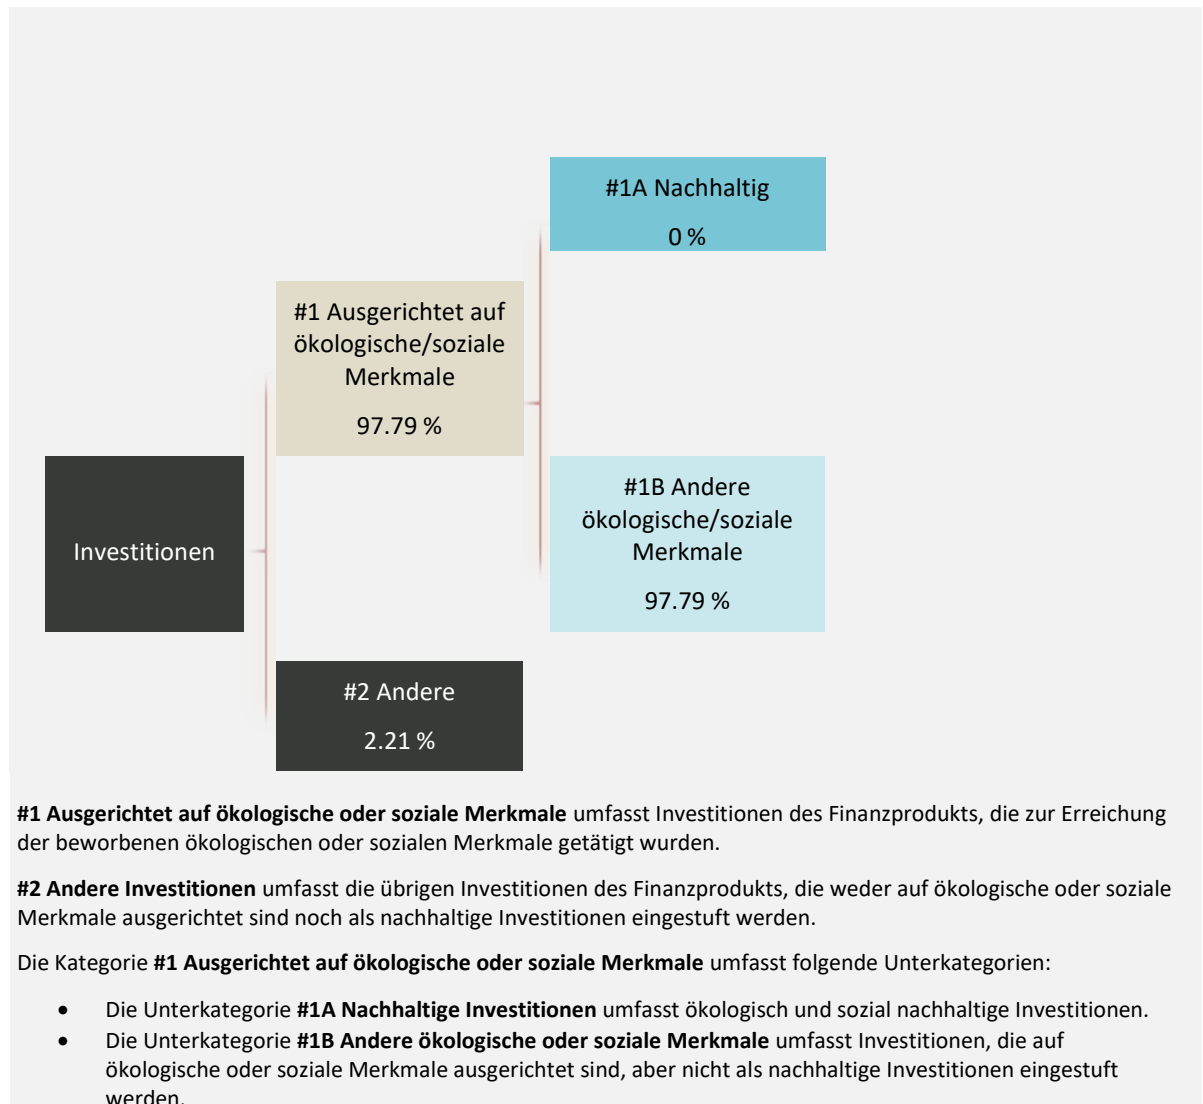 #1A Nachhaltig
0 %
#1 Ausgerichtet auf
ökologische/soziale
Merkmale
97.79 %
#1B Andere
ökologische/soziale
Merkmale
97.79 %
Investitionen
#2 Andere
2.21 %
#1 Ausgerichtet auf ökologische oder soziale Merkmale umfasst Investitionen des Finanzprodukts, die zur Erreichung
der beworbenen ökologischen oder sozialen Merkmale getätigt wurden.
#2 Andere Investitionen umfasst die übrigen Investitionen des Finanzprodukts, die weder auf ökologische oder soziale
Merkmale ausgerichtet sind noch als nachhaltige Investitionen eingestuft werden.
Die Kategorie #1 Ausgerichtet auf ökologische oder soziale Merkmale umfasst folgende Unterkategorien:
• Die Unterkategorie #1A Nachhaltige Investitionen umfasst ökologisch und sozial nachhaltige Investitionen.
• Die Unterkategorie #1B Andere ökologische oder soziale Merkmale umfasst Investitionen, die auf
ökologische oder soziale Merkmale ausgerichtet sind, aber nicht als nachhaltige Investitionen eingestuft
werden.